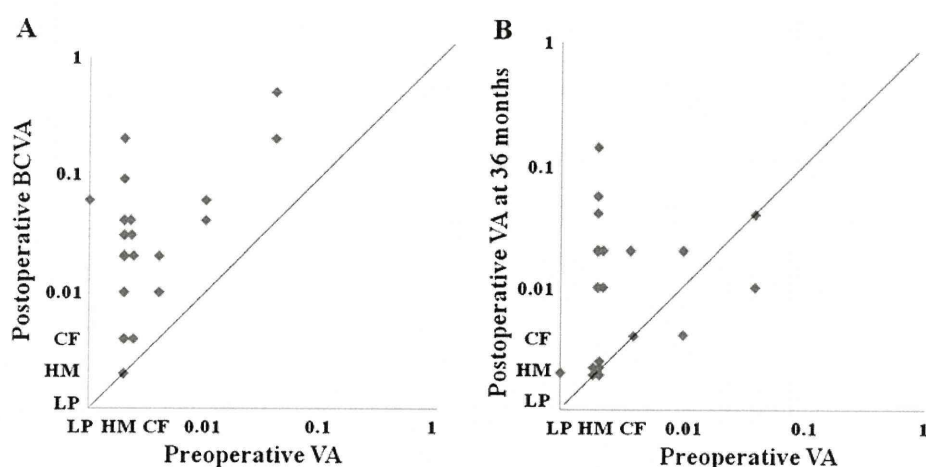 A
1
0.1
0.01
CF
HM
LP
Postoperative BCVA
LP HM CF 0.01 0.1 1
Preoperative VA
B
1
0.1
0.01
CF
HM
LP
Postoperative VA at 36 months
LP HM CF 0.01 0.1 1
Preoperative VA